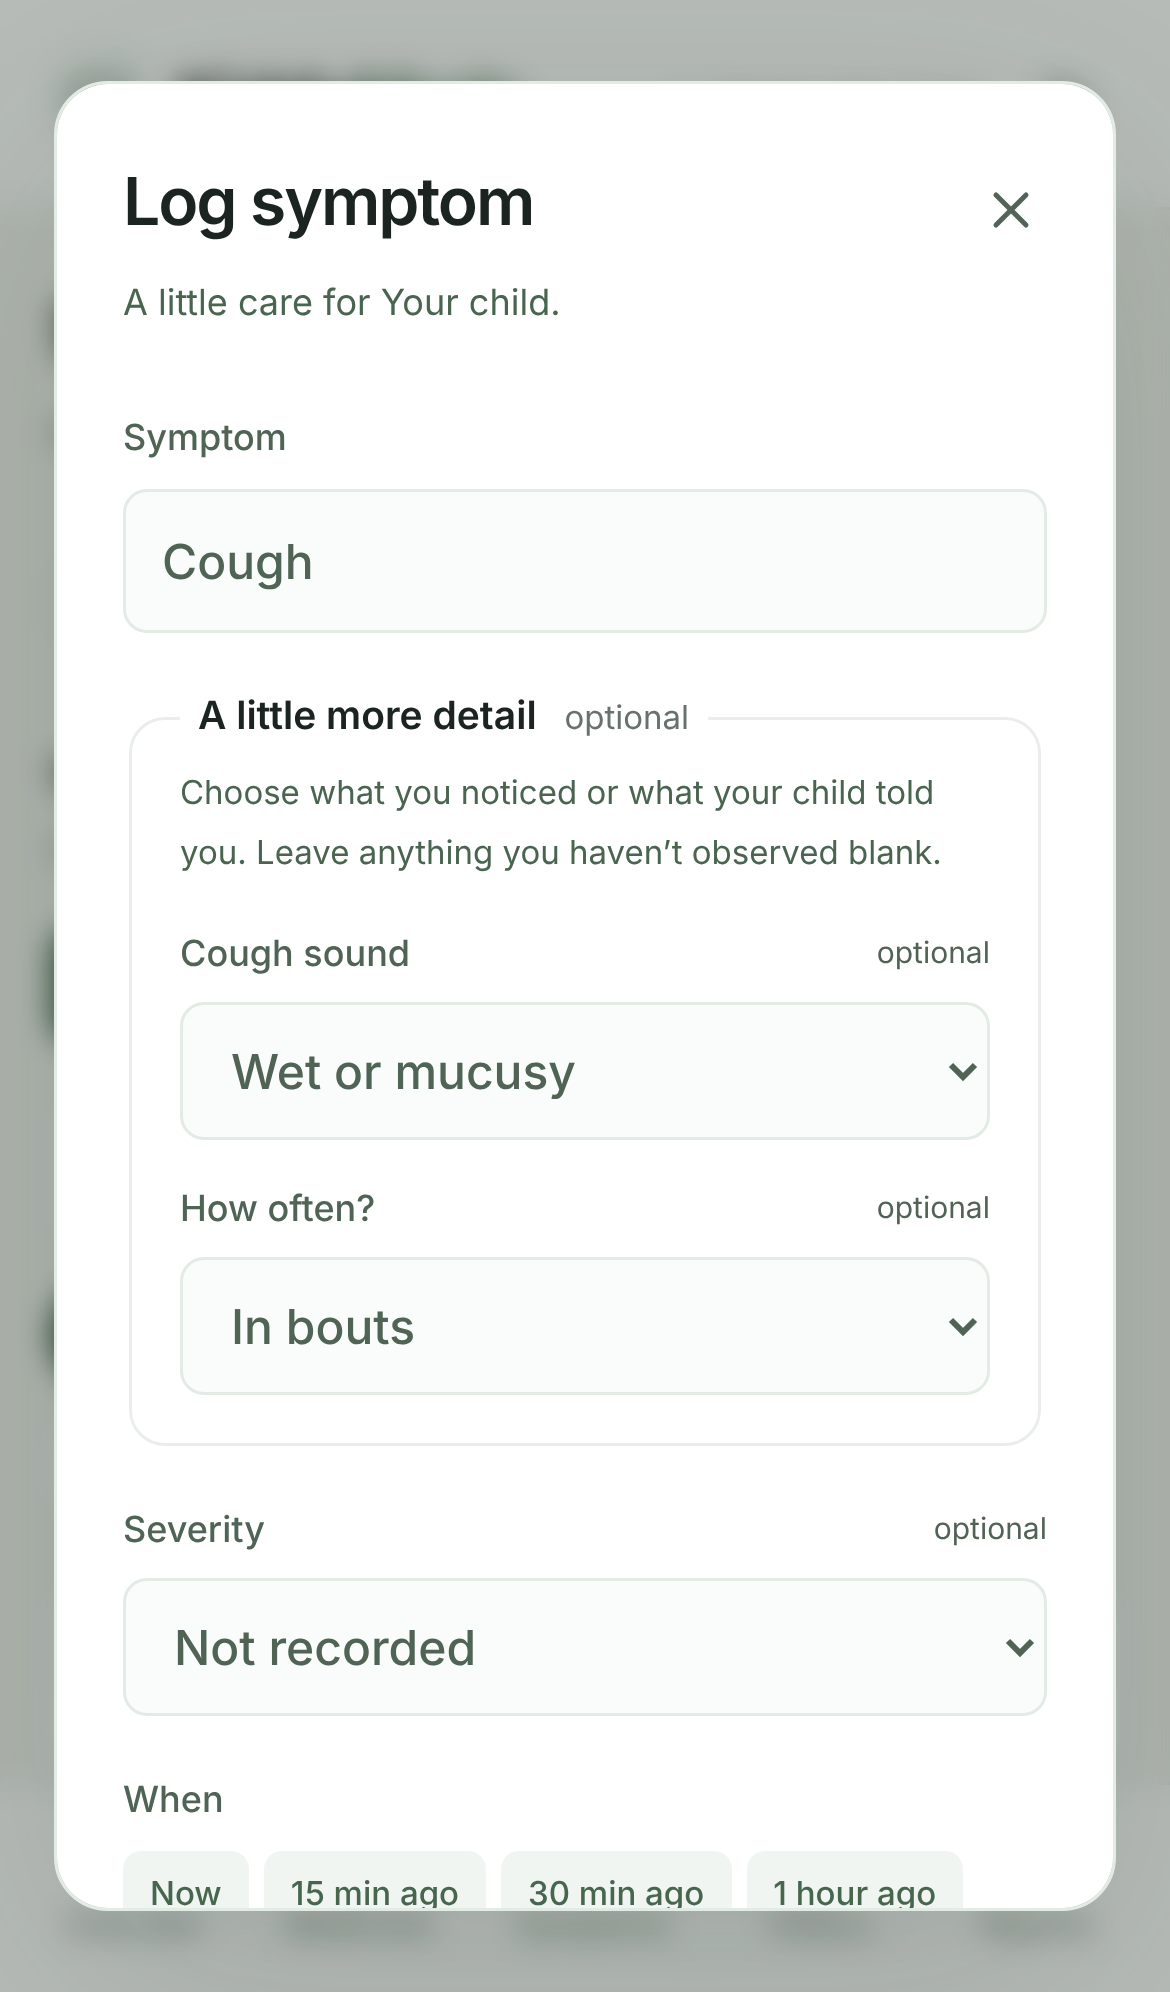 Log symptom
A little care for Your child.
Symptom
Cough
A little more detail optional
Choose what you noticed or what your child told
you. Leave anything you haven’t observed blank.
Cough sound optional
Wet or mucusy
How often? optional
In bouts
Severity optional
Not recorded
When
Now 15 min ago 30 min ago 1 hour ago